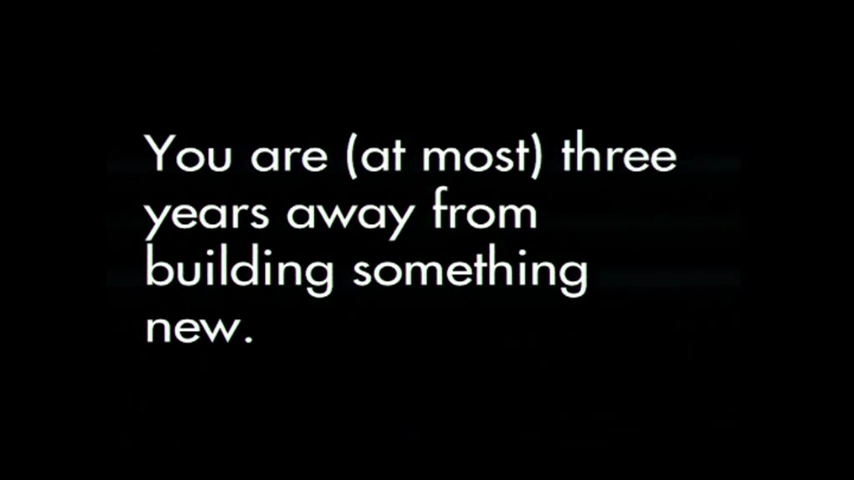 You are (at most) three
years away from
building something
new.